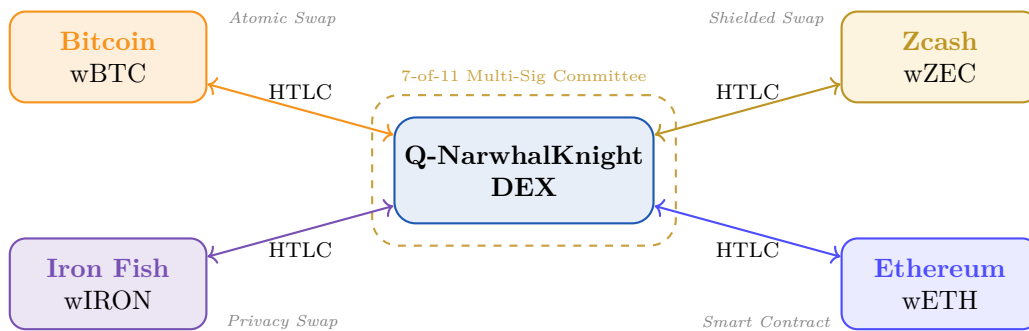 Atomic Swap
Shielded Swap
Bitcoin
wBTC
Zcash
wZEC
7-of-11 Multi-Sig Committee
HTLC
HTLC
Q-NarwhalKnight
DEX
HTLC
HTLC
Iron Fish
wIRON
Ethereum
wETH
Privacy Swap
Smart Contract